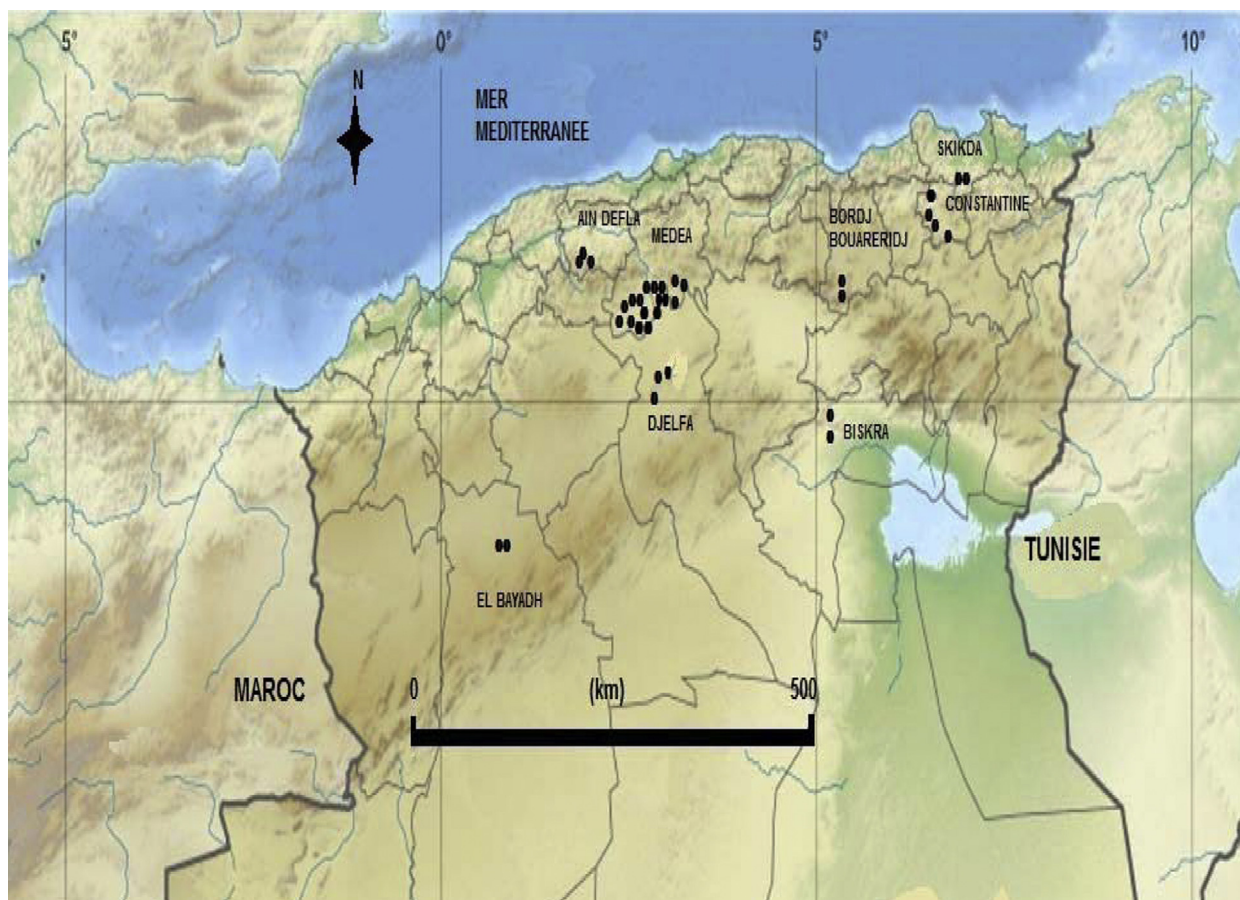 5°
0°
5°
10°
N
MER
MEDITERRANEE
SKIKDA
CONSTANTINE
AIN DEFLA
MEDEA
BORDJ
BOUARERIDJ
DJELFA
BISKRA
EL BAYADH
TUNISIE
MAROC
0 (km) 500